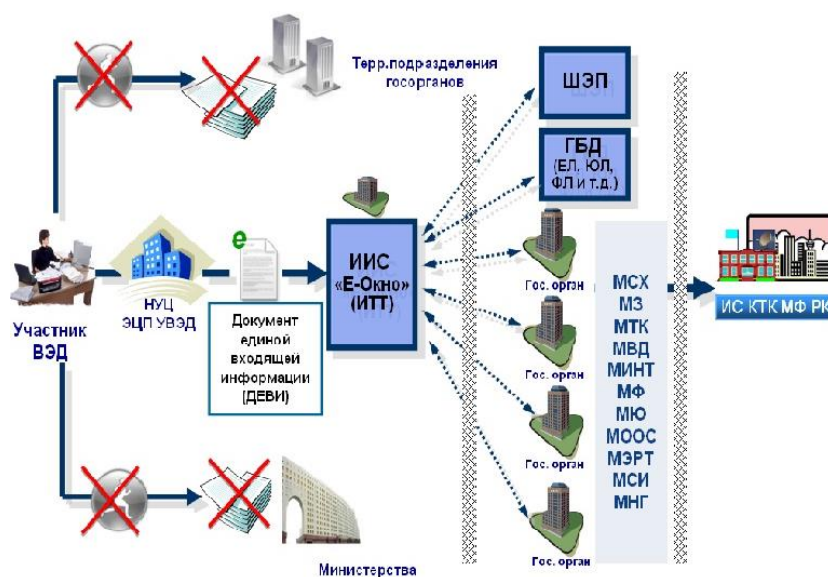 Терр.подразделения
госорганов
ШЭП
ГБД
(ЕЛ, ЮЛ,
ФЛ и т.д.)
e
ИИС
«Е-Окно»
(ИТТ)
НУЦ
ЭЦП УВЭД
Участник
ВЭД
Документ
единой
входящей
информации
(ДЕВИ)
Гос. орган
Гос. орган
Гос. орган
Гос. орган
МСХ
МЗ
МТК
МВД
МИНТ
МФ
МЮ
МООС
МЭРТ
МСИ
МНГ
ИС КТК МФ РК
Министерства